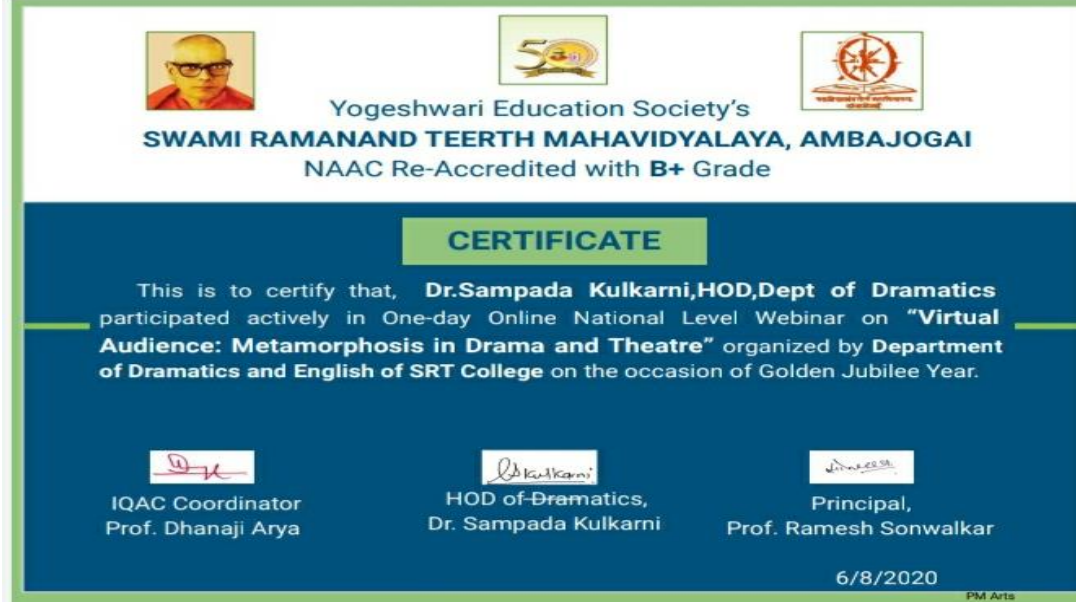 50
Yogeshwari Education Society's
SWAMI RAMANAND TEERTH MAHAVIDYALAYA, AMBAJOGAI
NAAC Re-Accredited with B+ Grade
CERTIFICATE
This is to certify that, Dr.Sampada Kulkarni,HOD,Dept of Dramatics
participated actively in One-day Online National Level Webinar on "Virtual
Audience: Metamorphosis in Drama and Theatre" organized by Department
of Dramatics and English of SRT College on the occasion of Golden Jubilee Year.
SKulkarni
IQAC Coordinator
Prof. Dhanaji Arya
HOD of Dramatics,
Dr. Sampada Kulkarni
Principal,
Prof. Ramesh Sonwalkar
6/8/2020
PM Arts